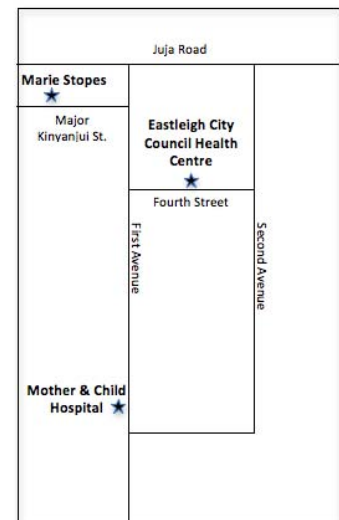 Juja Road
Marie Stopes
Major
Kinyanjui St.
Eastleigh City
Council Health
Centre
Fourth Street
First Avenue
Second Avenue
Mother & Child
Hospital